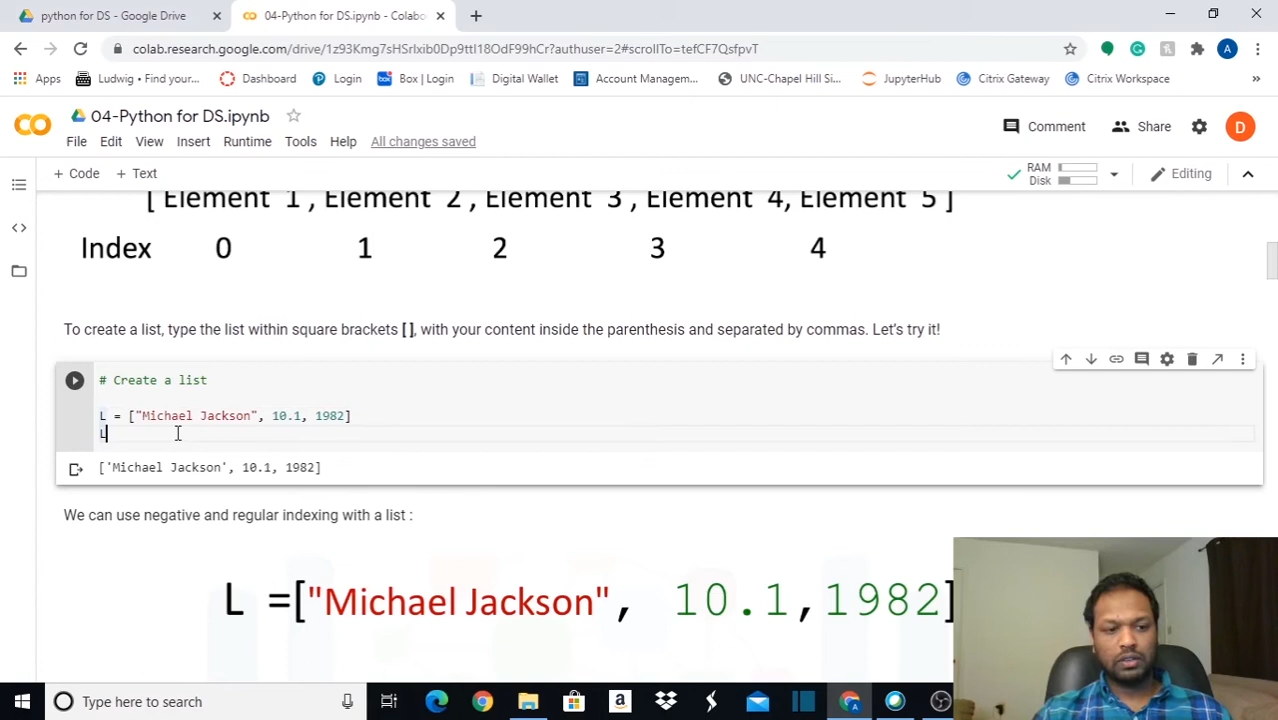 python for DS - Google Drive
04-Python for DS.ipynb - Colabo
colab.research.google.com/drive/1z93Kmg7sHSrlxib0Dp9ttI18OdF99hCr?authuser=2#scrollTo=tefCF7QsfpvT
Apps Ludwig • Find your... Dashboard Login Box | Login Digital Wallet Account Managem... UNC-Chapel Hill Si... JupyterHub Citrix Gateway Citrix Workspace »
04-Python for DS.ipynb
Comment Share D
File Edit View Insert Runtime Tools Help All changes saved
+ Code + Text RAM Disk Editing
[ Element 1 , Element 2 , Element 3 , Element 4, Element 5 ]
Index 0 1 2 3 4
To create a list, type the list within square brackets [ ], with your content inside the parenthesis and separated by commas. Let's try it!
# Create a list
L = ["Michael Jackson", 10.1, 1982]
L
['Michael Jackson', 10.1, 1982]
We can use negative and regular indexing with a list :
L =["Michael Jackson", 10.1,1982]
Type here to search